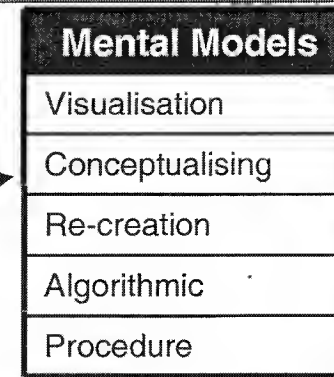 Mental Models
Visualisation
Conceptualising
Re-creation
Algorithmic
Procedure